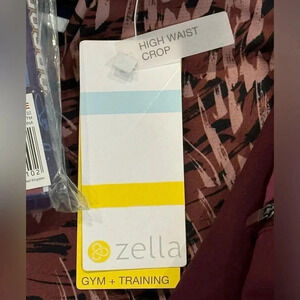 HIGH WAIST
CROP
zella
GYM + TRAINING